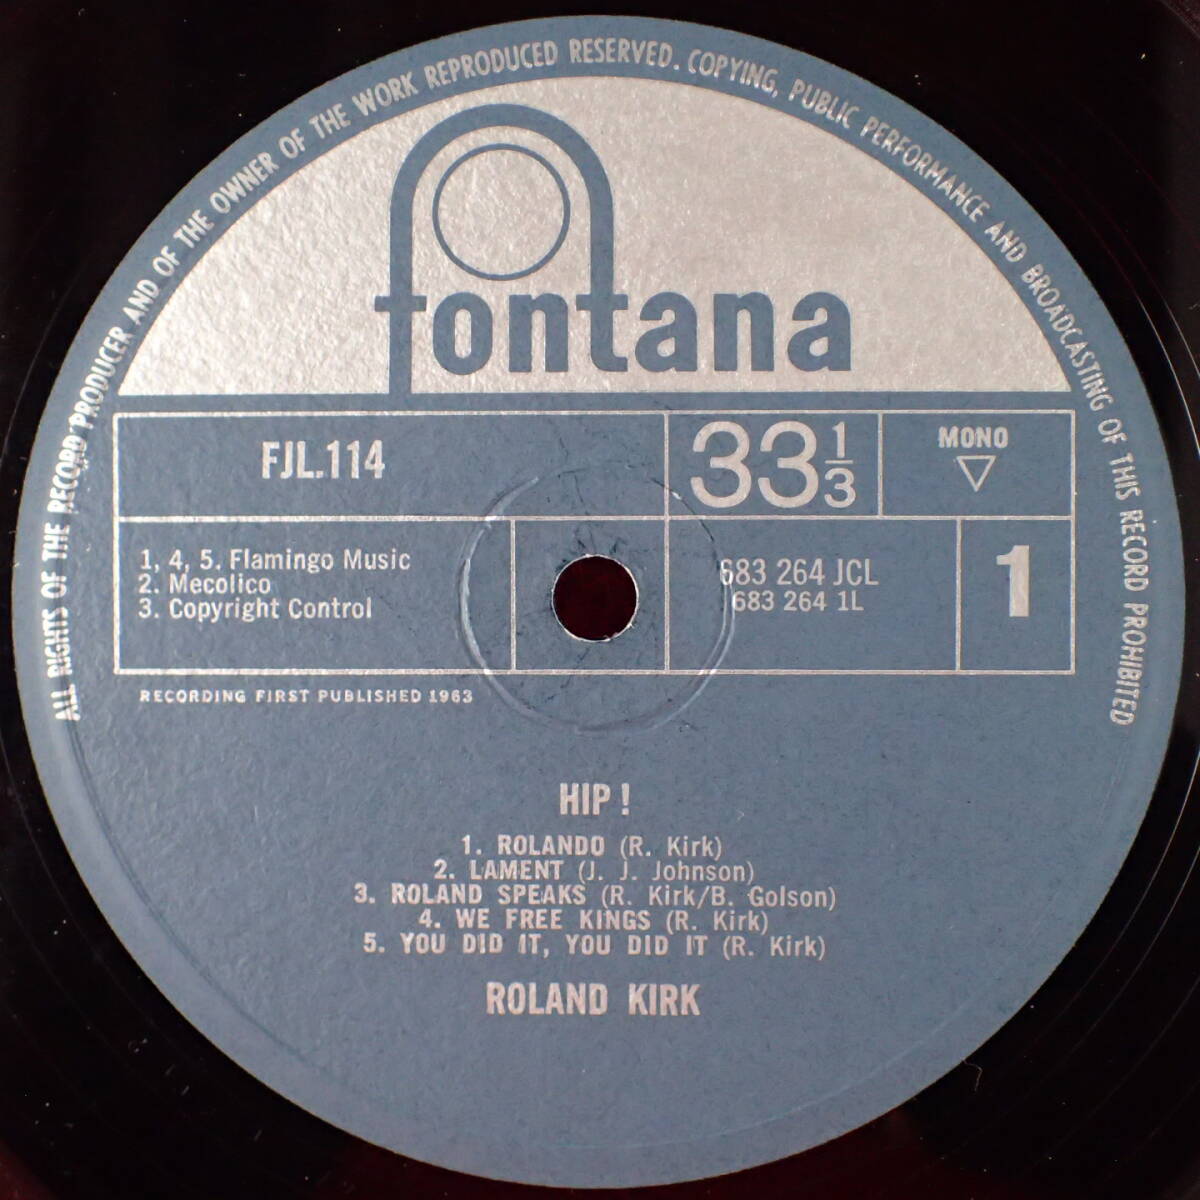 ALL RIGHTS OF THE RECORD PRODUCER AND OF THE OWNER OF THE WORK REPRODUCED RESERVED. COPYING, PUBLIC PERFORMANCE AND BROADCASTING OF THIS RECORD PROHIBITED
fontana
FJL.114
33 1/3
MONO
1, 4, 5. Flamingo Music
2. Mecolico
3. Copyright Control
683 264 JCL
683 264 1L
1
RECORDING FIRST PUBLISHED 1963
HIP!
1. ROLANDO (R. Kirk)
2. LAMENT (J. J. Johnson)
3. ROLAND SPEAKS (R. Kirk/B. Golson)
4. WE FREE KINGS (R. Kirk)
5. YOU DID IT, YOU DID IT (R. Kirk)
ROLAND KIRK